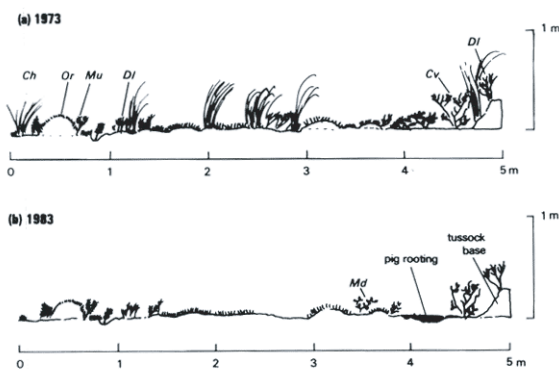 (a) 1973
1 m
Ch Or Mu Dl Cv Dl
0 1 2 3 4 5 m
(b) 1983
1 m
tussock
base
pig rooting
Md
0 1 2 3 4 5 m